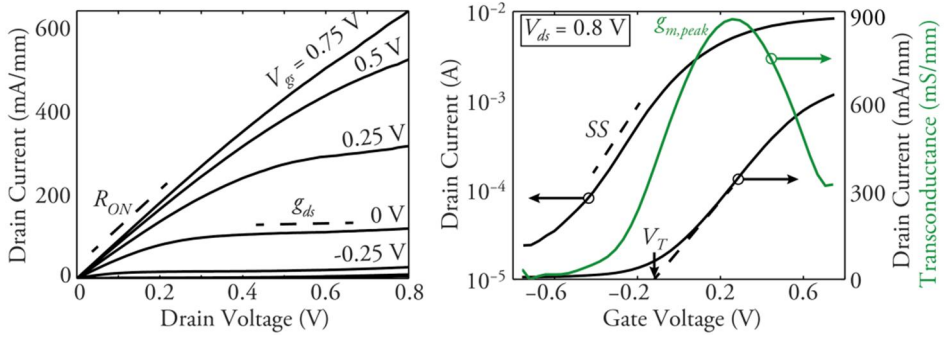 Drain Current (mA/mm)
600
400
200
0
V_gs = 0.75 V
0.5 V
0.25 V
0 V
-0.25 V
R_ON
g_ds
0 0.2 0.4 0.6 0.8
Drain Voltage (V)
Drain Current (A)
10⁻²
10⁻³
10⁻⁴
10⁻⁵
V_ds = 0.8 V
g_m,peak
SS
V_T
-0.6 -0.2 0.2 0.6
Gate Voltage (V)
900
600
300
0
Drain Current (mA/mm)
Transconductance (mS/mm)